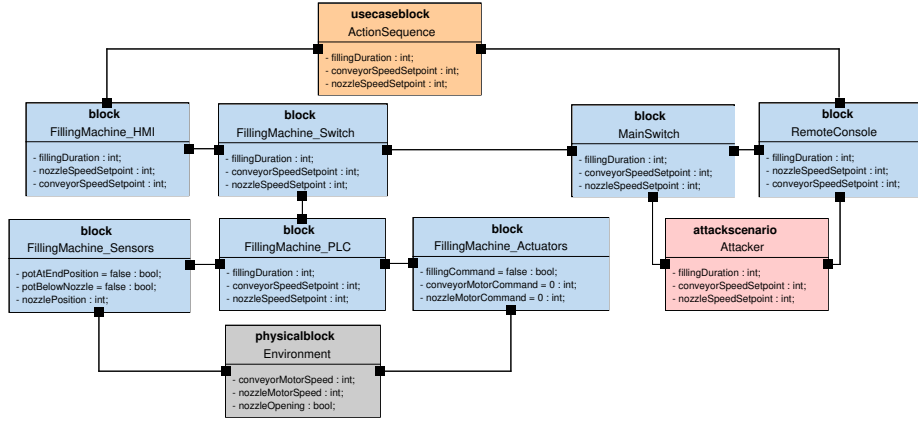 usecaseblock
ActionSequence
- fillingDuration : int;
- conveyorSpeedSetpoint : int;
- nozzleSpeedSetpoint : int;
block
FillingMachine_HMI
- fillingDuration : int;
- nozzleSpeedSetpoint : int;
- conveyorSpeedSetpoint : int;
block
FillingMachine_Switch
- fillingDuration : int;
- conveyorSpeedSetpoint : int;
- nozzleSpeedSetpoint : int;
block
MainSwitch
- fillingDuration : int;
- conveyorSpeedSetpoint : int;
- nozzleSpeedSetpoint : int;
block
RemoteConsole
- fillingDuration : int;
- nozzleSpeedSetpoint : int;
- conveyorSpeedSetpoint : int;
block
FillingMachine_Sensors
- potAtEndPosition = false : bool;
- potBelowNozzle = false : bool;
- nozzlePosition : int;
block
FillingMachine_PLC
- fillingDuration : int;
- conveyorSpeedSetpoint : int;
- nozzleSpeedSetpoint : int;
block
FillingMachine_Actuators
- fillingCommand = false : bool;
- conveyorMotorCommand = 0 : int;
- nozzleMotorCommand = 0 : int;
attackscenario
Attacker
- fillingDuration : int;
- conveyorSpeedSetpoint : int;
- nozzleSpeedSetpoint : int;
physicalblock
Environment
- conveyorMotorSpeed : int;
- nozzleMotorSpeed : int;
- nozzleOpening : bool;